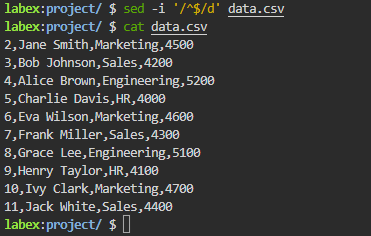 labex:project/ $ sed -i '/^$/d' data.csv
labex:project/ $ cat data.csv
2,Jane Smith,Marketing,4500
3,Bob Johnson,Sales,4200
4,Alice Brown,Engineering,5200
5,Charlie Davis,HR,4000
6,Eva Wilson,Marketing,4600
7,Frank Miller,Sales,4300
8,Grace Lee,Engineering,5100
9,Henry Taylor,HR,4100
10,Ivy Clark,Marketing,4700
11,Jack White,Sales,4400
labex:project/ $